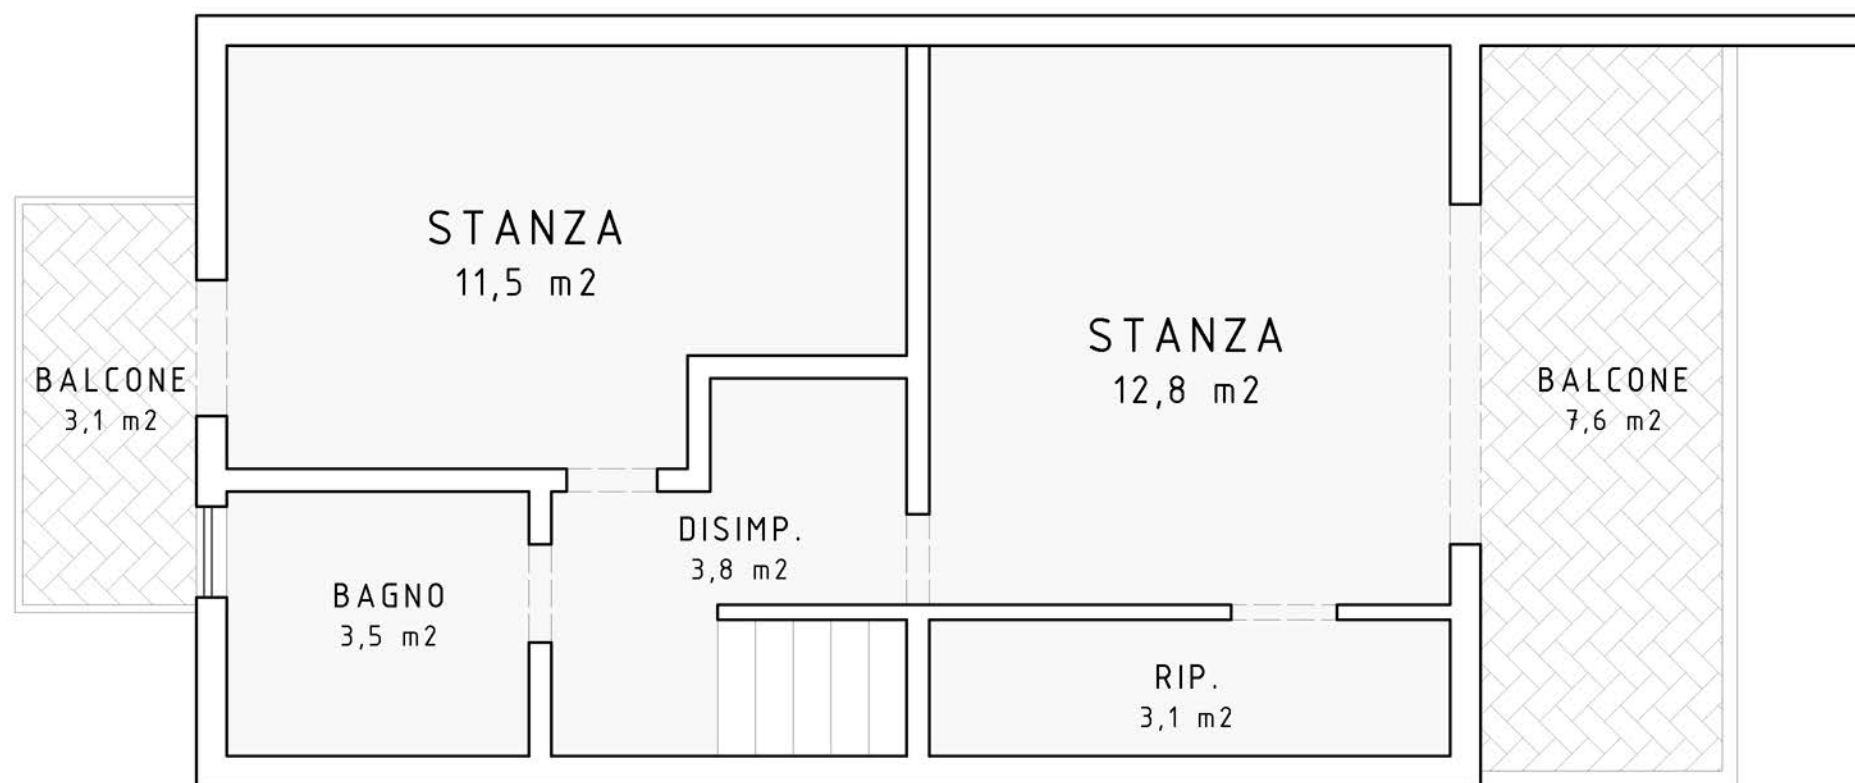 STANZA
11,5 m2
STANZA
12,8 m2
BALCONE
3,1 m2
BALCONE
7,6 m2
DISIMP.
3,8 m2
BAGNO
3,5 m2
RIP.
3,1 m2